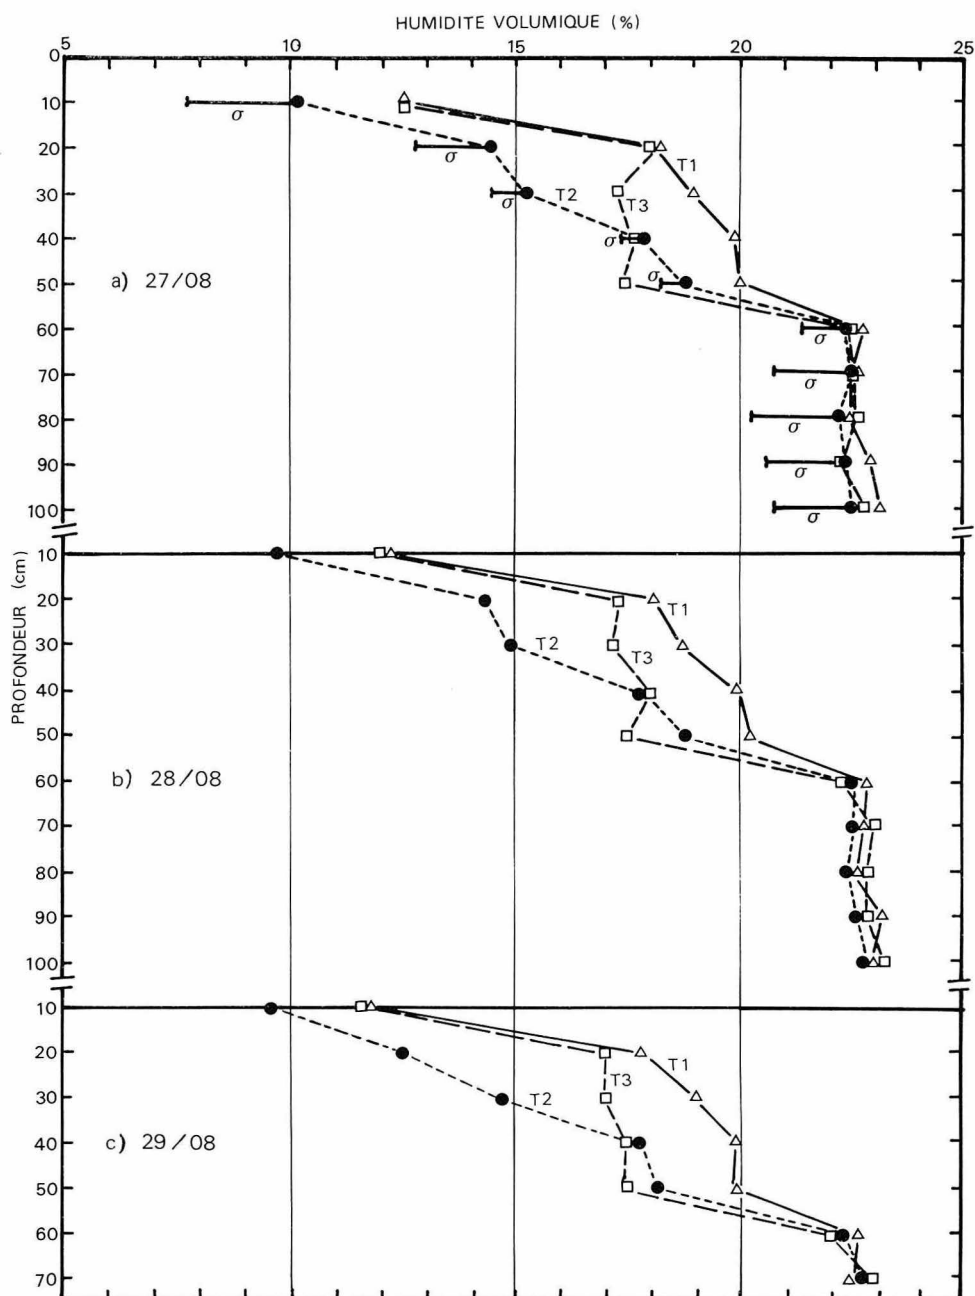 HUMIDITE VOLUMIQUE (%)
5 10 15 20 25
0
10
σ
20
σ T1
30
σ T2 T3
40
σ
a) 27/08
50
σ
60
σ
70
σ
80
σ
90
σ
100
σ
PROFONDEUR (cm)
10
20
T1
30
T2 T3
40
50
b) 28/08
60
70
80
90
100
10
20
T3 T1
30
T2
40
c) 29/08
50
60
70